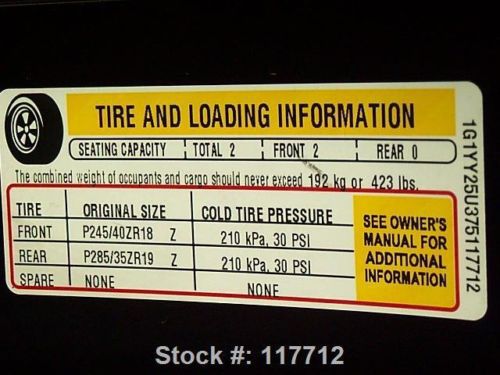 TIRE AND LOADING INFORMATION
SEATING CAPACITY TOTAL 2 FRONT 2 REAR 0
The combined weight of occupants and cargo should never exceed 192 kg or 423 lbs.
TIRE ORIGINAL SIZE COLD TIRE PRESSURE
FRONT P245/40ZR18 Z 210 kPa, 30 PSI
REAR P285/35ZR19 Z 210 kPa, 30 PSI
SPARE NONE NONE
SEE OWNER'S
MANUAL FOR
ADDITIONAL
INFORMATION
1G1YY25U375117712
Stock #: 117712